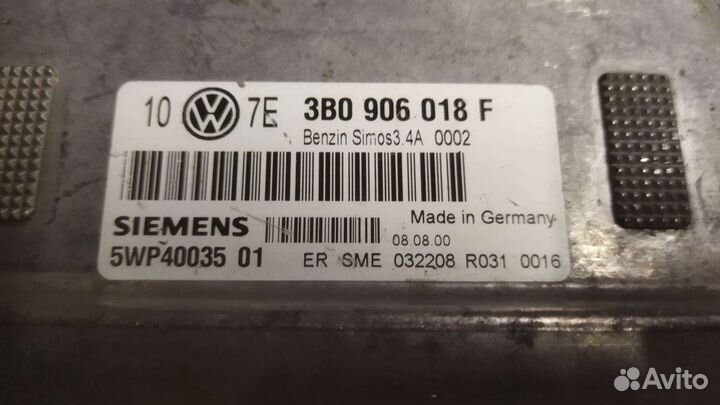 10 VW 7E 3B0 906 018 F
Benzin Simos3.4A 0002
SIEMENS Made in Germany
08.08.00
5WP40035 01 ER SME 032208 R031 0016
Avito